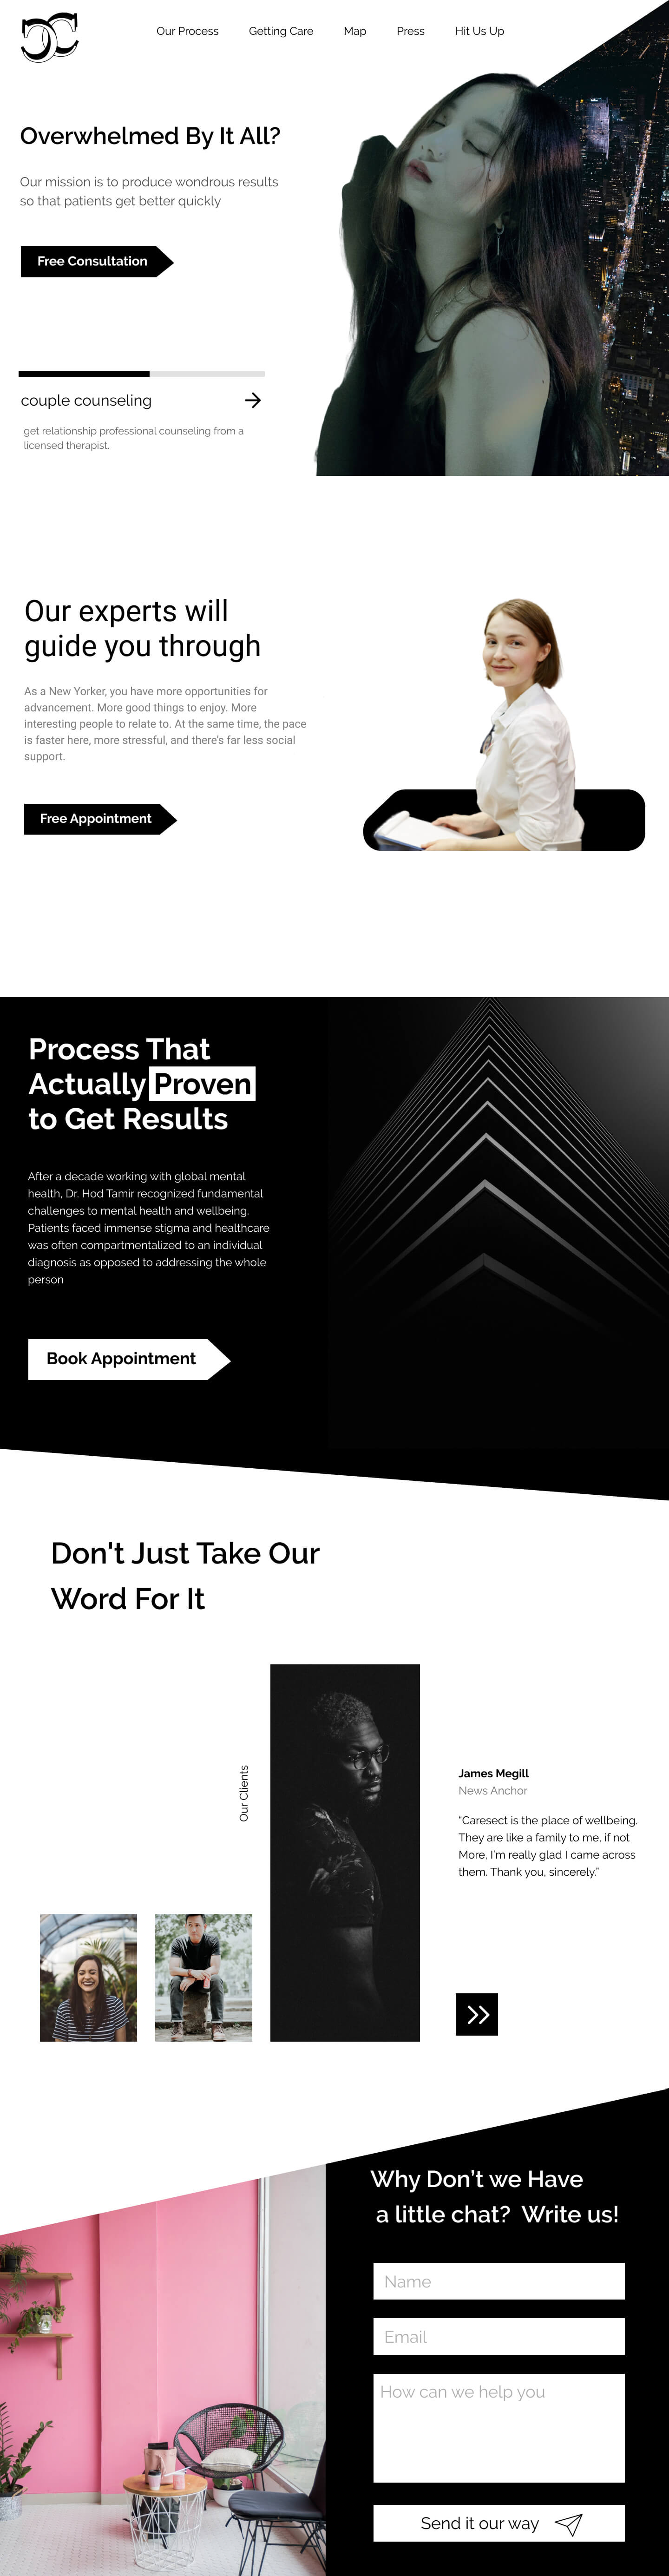 Our Process Getting Care Map Press Hit Us Up
Overwhelmed By It All?
Our mission is to produce wondrous results
so that patients get better quickly
Free Consultation
couple counseling
get relationship professional counseling from a
licensed therapist.
Our experts will
guide you through
As a New Yorker, you have more opportunities for
advancement. More good things to enjoy. More
interesting people to relate to. At the same time, the pace
is faster here, more stressful, and there's far less social
support.
Free Appointment
Process That
Actually Proven
to Get Results
After a decade working with global mental
health, Dr. Hod Tamir recognized fundamental
challenges to mental health and wellbeing.
Patients faced immense stigma and healthcare
was often compartmentalized to an individual
diagnosis as opposed to addressing the whole
person
Book Appointment
Don't Just Take Our
Word For It
Our Clients
James Megill
News Anchor
“Caresect is the place of wellbeing.
They are like a family to me, if not
More, I'm really glad I came across
them. Thank you, sincerely.”
Why Don’t we Have
a little chat? Write us!
Name
Email
How can we help you
Send it our way